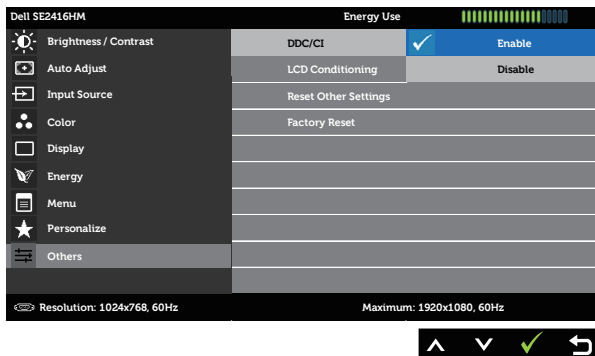 Dell SE2416HM Energy Use
Brightness / Contrast
DDC/CI Enable
Auto Adjust
LCD Conditioning Disable
Input Source
Reset Other Settings
Color
Factory Reset
Display
Energy
Menu
Personalize
Others
Resolution: 1024x768, 60Hz Maximum: 1920x1080, 60Hz